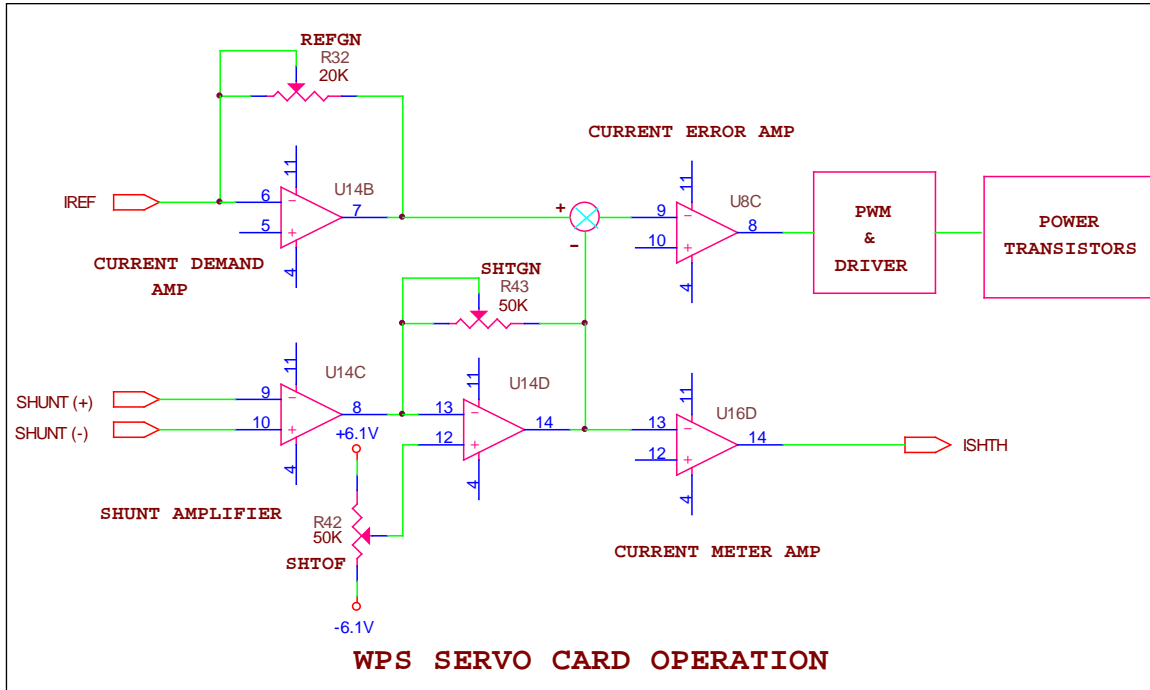 REFGN
R32
20K
11
IREF
6
−
5
+
U14B
7
4
CURRENT DEMAND
AMP
CURRENT ERROR AMP
+
−
11
9
−
10
+
U8C
8
4
PWM
&
DRIVER
POWER
TRANSISTORS
SHTGN
R43
50K
11
SHUNT (+)
9
−
SHUNT (-)
10
+
U14C
8
4
SHUNT AMPLIFIER
+6.1V
R42
50K
SHTOF
-6.1V
11
13
−
12
+
U14D
14
4
11
13
−
12
+
U16D
14
4
ISHTH
CURRENT METER AMP
WPS SERVO CARD OPERATION